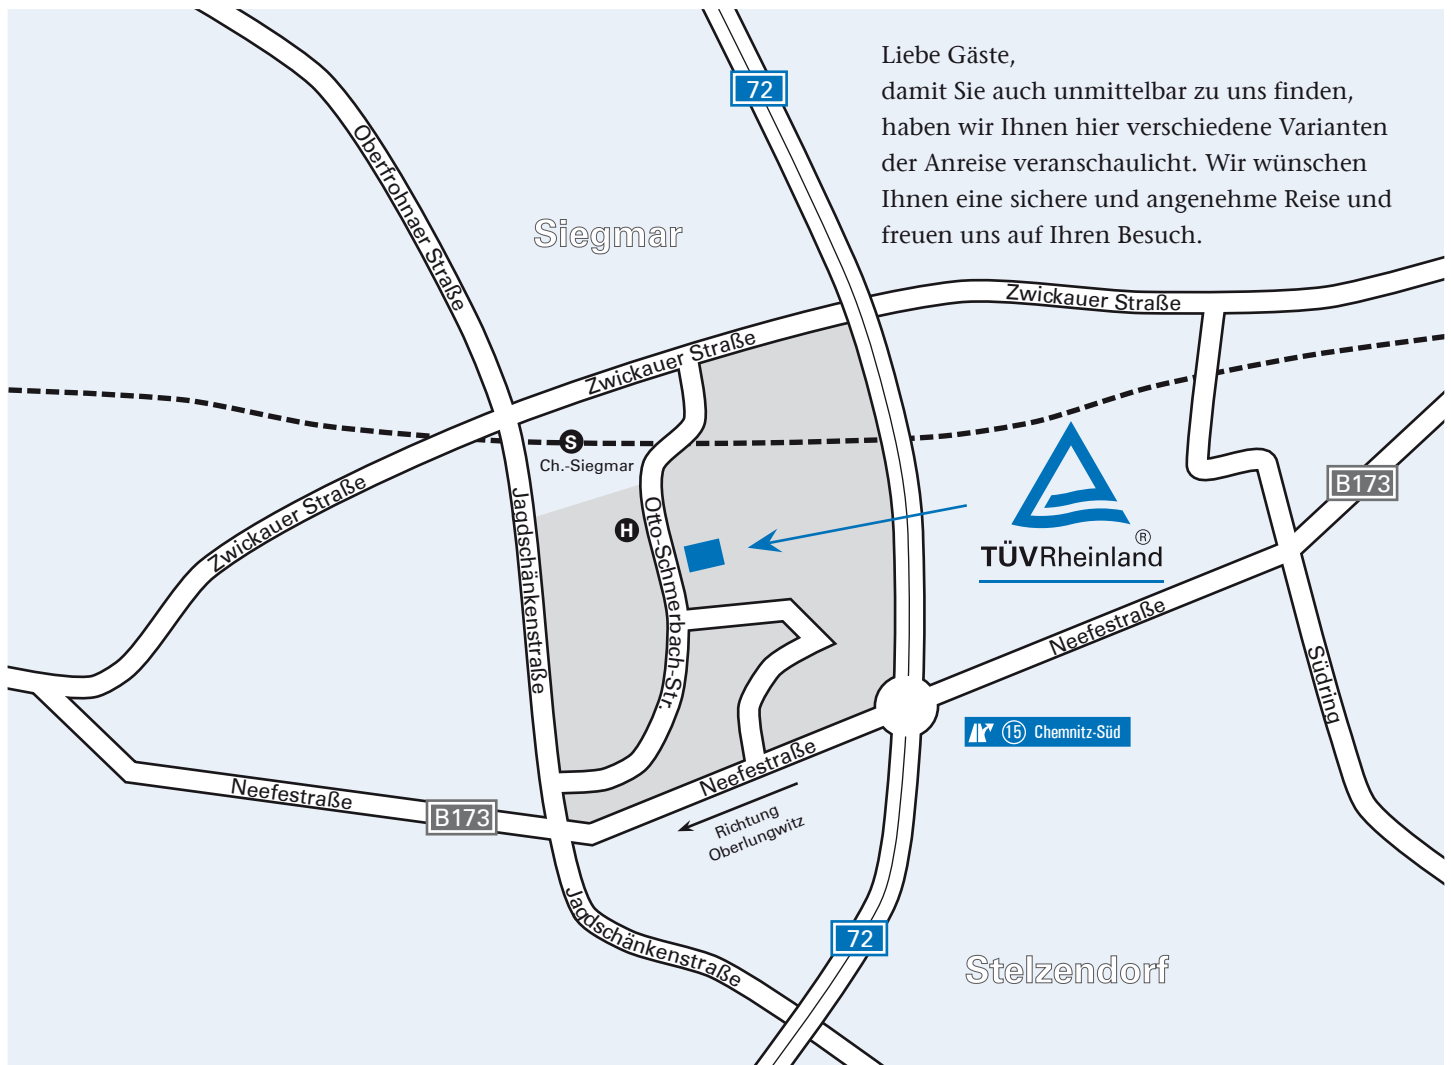 Liebe Gäste,
damit Sie auch unmittelbar zu uns finden,
haben wir Ihnen hier verschiedene Varianten
der Anreise veranschaulicht. Wir wünschen
Ihnen eine sichere und angenehme Reise und
freuen uns auf Ihren Besuch.
72
Oberfrohnaer Straße
Siegmar
Zwickauer Straße
Zwickauer Straße
S
Ch.-Siegmar
Zwickauer Straße
B173
Jagdschänkenstraße
H
Otto-Schmerbach-Str.
TÜVRheinland
®
Neefestraße
Südring
15 Chemnitz-Süd
Neefestraße
Neefestraße
B173
Richtung
Oberlungwitz
Jagdschänkenstraße
72
Stelzendorf